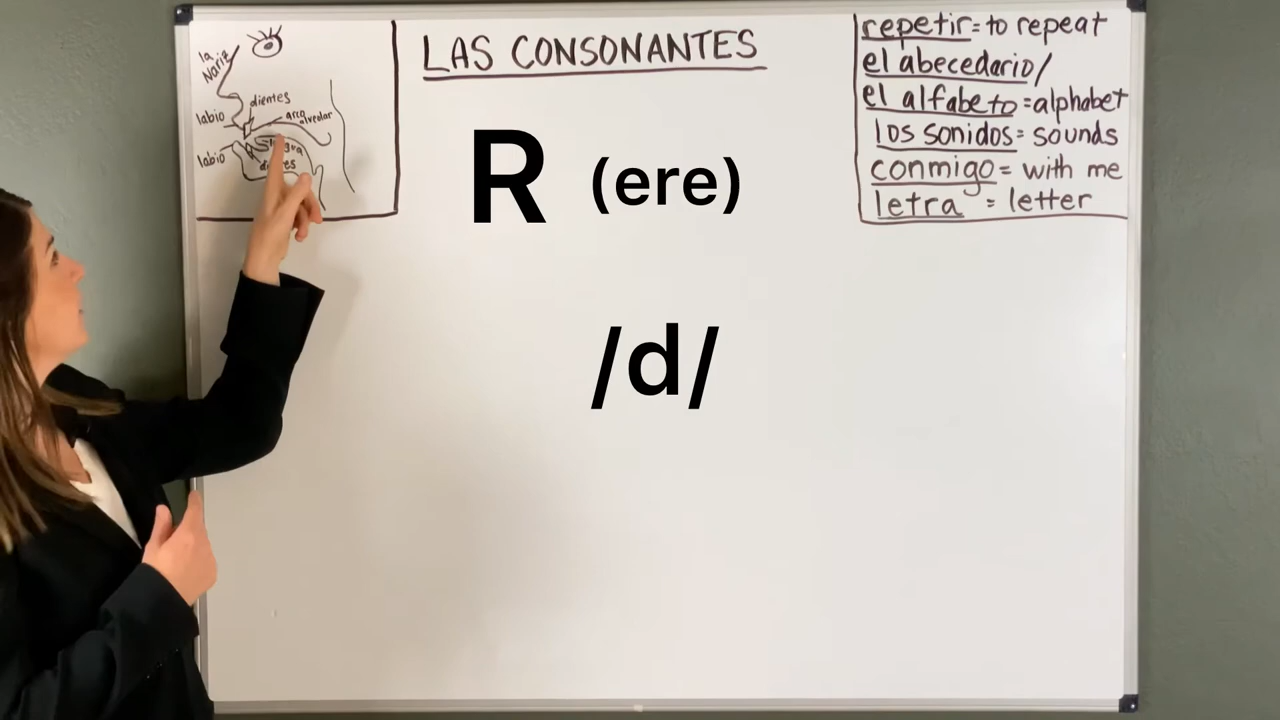 la
Nariz
dientes
labio
arco
alveolar
labio
LAS CONSONANTES
R (ere)
/d/
repetir = to repeat
el abecedario/
el alfabeto = alphabet
los sonidos = sounds
conmigo = with me
letra = letter